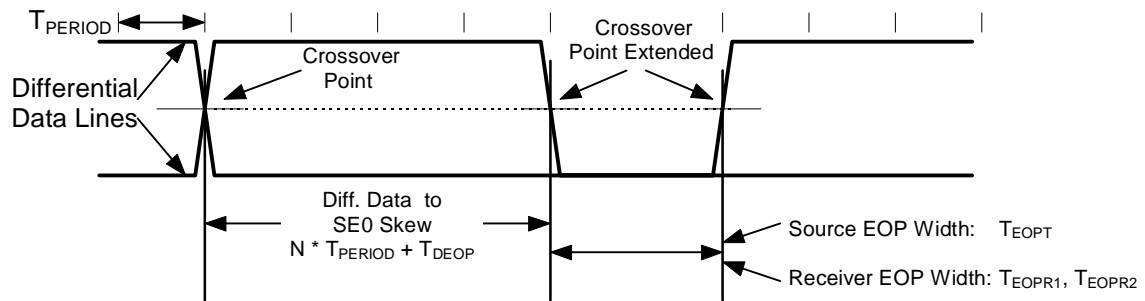 TPERIOD
Differential
Data Lines
Crossover
Point
Crossover
Point Extended
Diff. Data to
SE0 Skew
N * TPERIOD + TDEOP
Source EOP Width: TEOPT
Receiver EOP Width: TEOPR1, TEOPR2